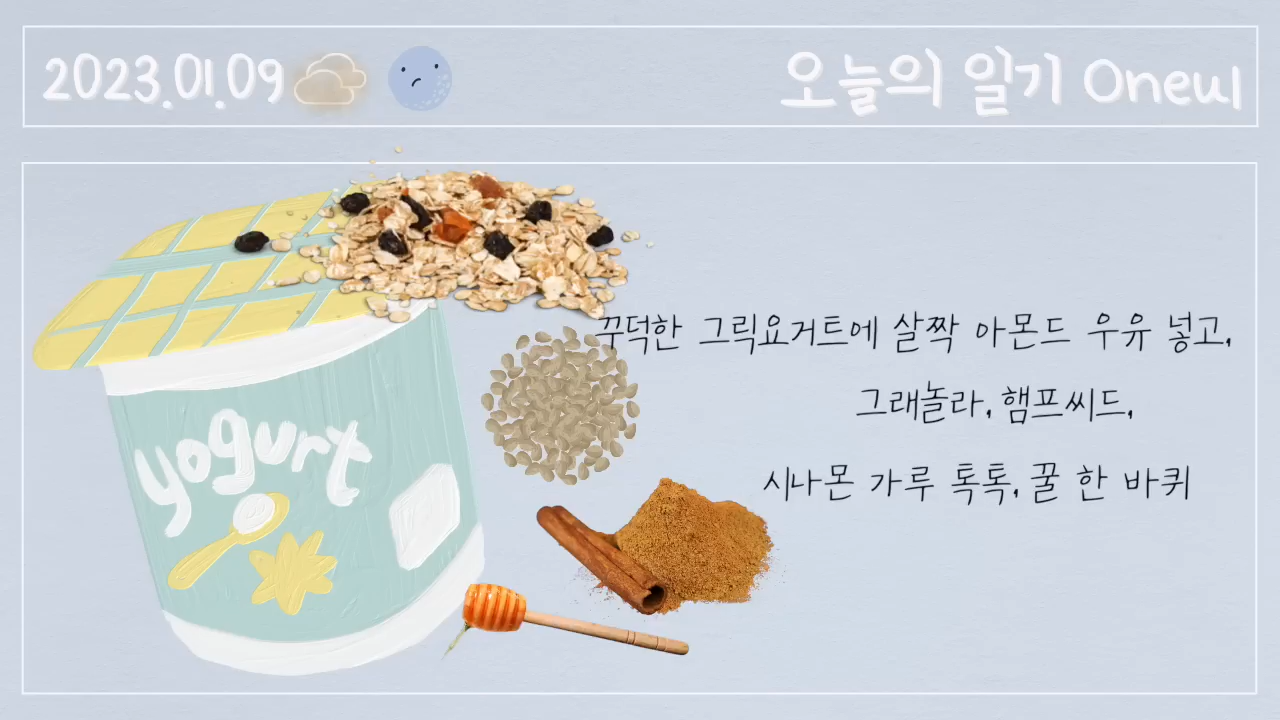 2023.01.09
오늘의 일기 Oneul
꾸덕한 그릭요거트에 살짝 아몬드 우유 넣고,
그래놀라, 햄프씨드,
시나몬 가루 톡톡, 꿀 한 바퀴
yogurt